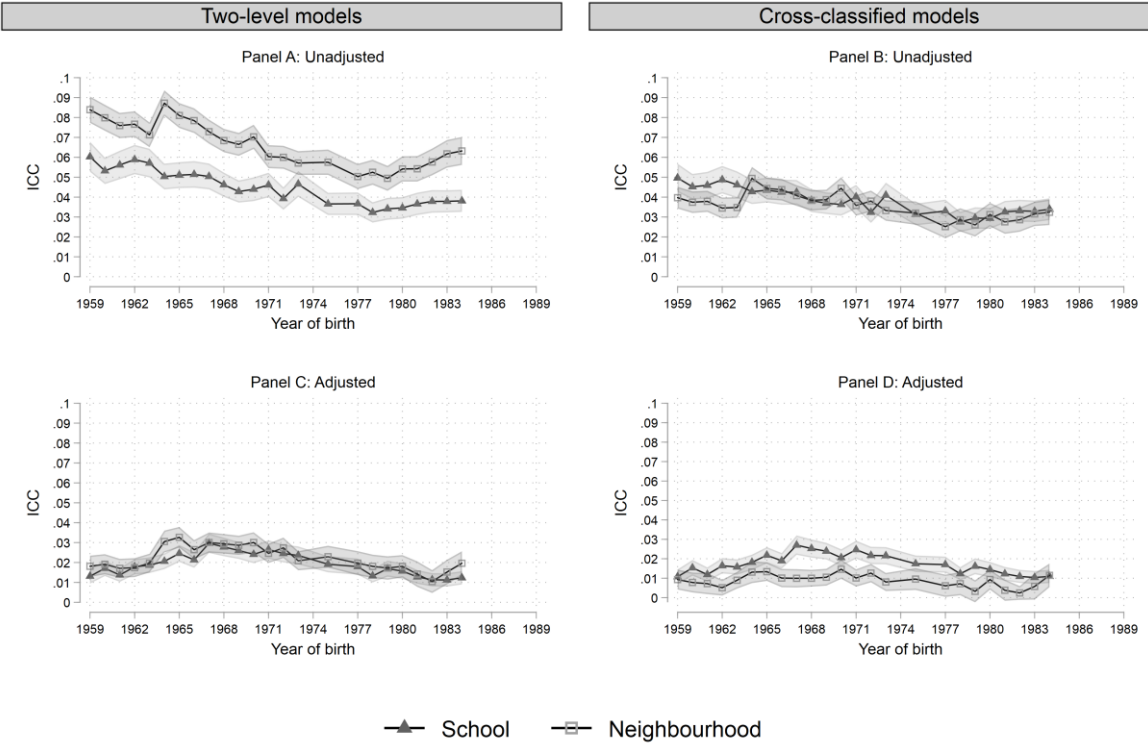 Two-level models
Cross-classified models
Panel A: Unadjusted
Panel B: Unadjusted
.1
.09
.08
.07
.06
.05
.04
.03
.02
.01
0
ICC
1959 1962 1965 1968 1971 1974 1977 1980 1983 1986 1989
Year of birth
.1
.09
.08
.07
.06
.05
.04
.03
.02
.01
0
ICC
1959 1962 1965 1968 1971 1974 1977 1980 1983 1986 1989
Year of birth
Panel C: Adjusted
Panel D: Adjusted
.1
.09
.08
.07
.06
.05
.04
.03
.02
.01
0
ICC
1959 1962 1965 1968 1971 1974 1977 1980 1983 1986 1989
Year of birth
.1
.09
.08
.07
.06
.05
.04
.03
.02
.01
0
ICC
1959 1962 1965 1968 1971 1974 1977 1980 1983 1986 1989
Year of birth
School Neighbourhood